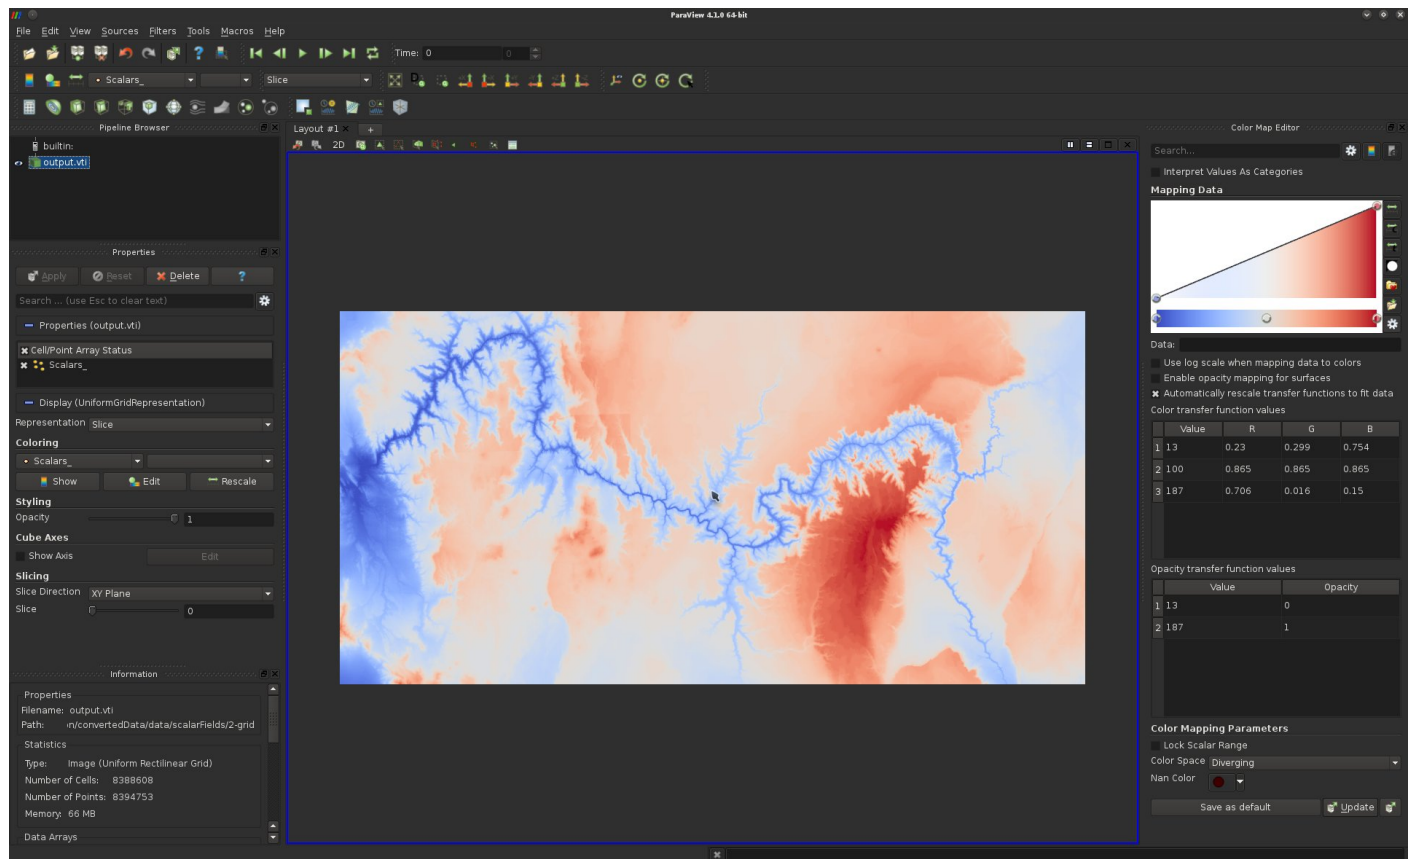 ParaView 4.1.0 64-bit
File Edit View Sources Filters Tools Macros Help
Time: 0 0
Scalars_ Slice
Pipeline Browser
builtin:
output.vti
Properties
Apply Reset Delete ?
Search ... (use Esc to clear text)
Properties (output.vti)
Cell/Point Array Status
Scalars_
Display (UniformGridRepresentation)
Representation Slice
Coloring
Scalars_
Show Edit Rescale
Styling
Opacity 1
Cube Axes
Show Axis Edit
Slicing
Slice Direction XY Plane
Slice 0
Information
Properties
Filename: output.vti
Path: n/convertedData/data/scalarFields/2-grid
Statistics
Type: Image (Uniform Rectilinear Grid)
Number of Cells: 8388608
Number of Points: 8394753
Memory: 66 MB
Data Arrays
Layout #1 × +
2D
Color Map Editor
Search...
Interpret Values As Categories
Mapping Data
Data:
Use log scale when mapping data to colors
Enable opacity mapping for surfaces
Automatically rescale transfer functions to fit data
Color transfer function values
Value R G B
1 13 0.23 0.299 0.754
2 100 0.865 0.865 0.865
3 187 0.706 0.016 0.15
Opacity transfer function values
Value Opacity
1 13 0
2 187 1
Color Mapping Parameters
Lock Scalar Range
Color Space Diverging
Nan Color
Save as default Update